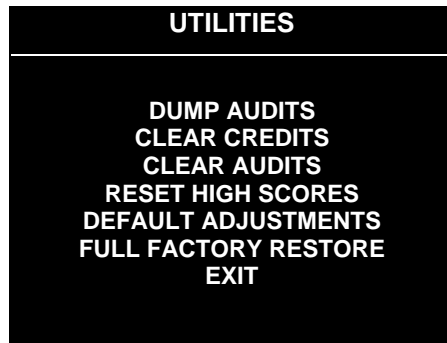 UTILITIES
DUMP AUDITS
CLEAR CREDITS
CLEAR AUDITS
RESET HIGH SCORES
DEFAULT ADJUSTMENTS
FULL FACTORY RESTORE
EXIT